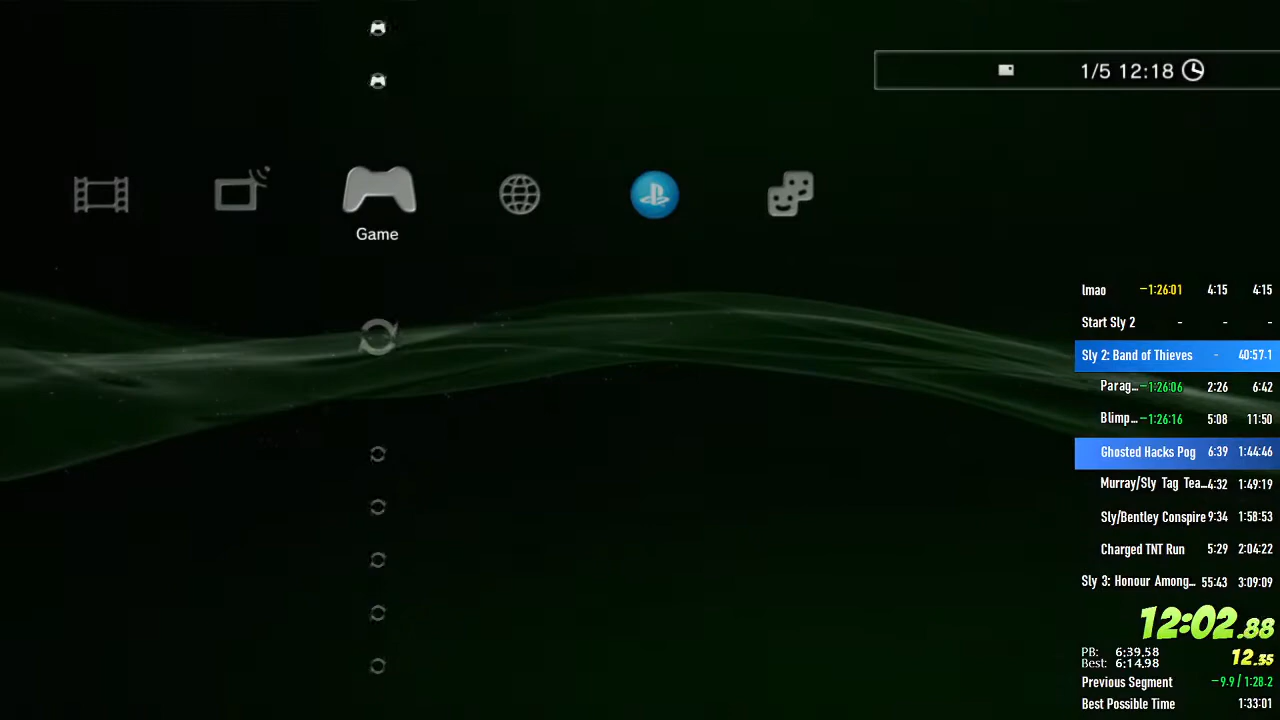 1/5 12:18
Game
lmao -1:26:01 4:15 4:15
Start Sly 2 - - -
Sly 2: Band of Thieves - 40:57.1
Parag... -1:26:06 2:26 6:42
Blimp... -1:26:16 5:08 11:50
Ghosted Hacks Pog 6:39 1:44:46
Murray/Sly Tag Tea... 4:32 1:49:19
Sly/Bentley Conspire 9:34 1:58:53
Charged TNT Run 5:29 2:04:22
Sly 3: Honour Among... 55:43 3:09:09
12:02.88
PB: 6:39.58 12.35
Best: 6:14.98
Previous Segment -9.9 / 1:28.2
Best Possible Time 1:33:01